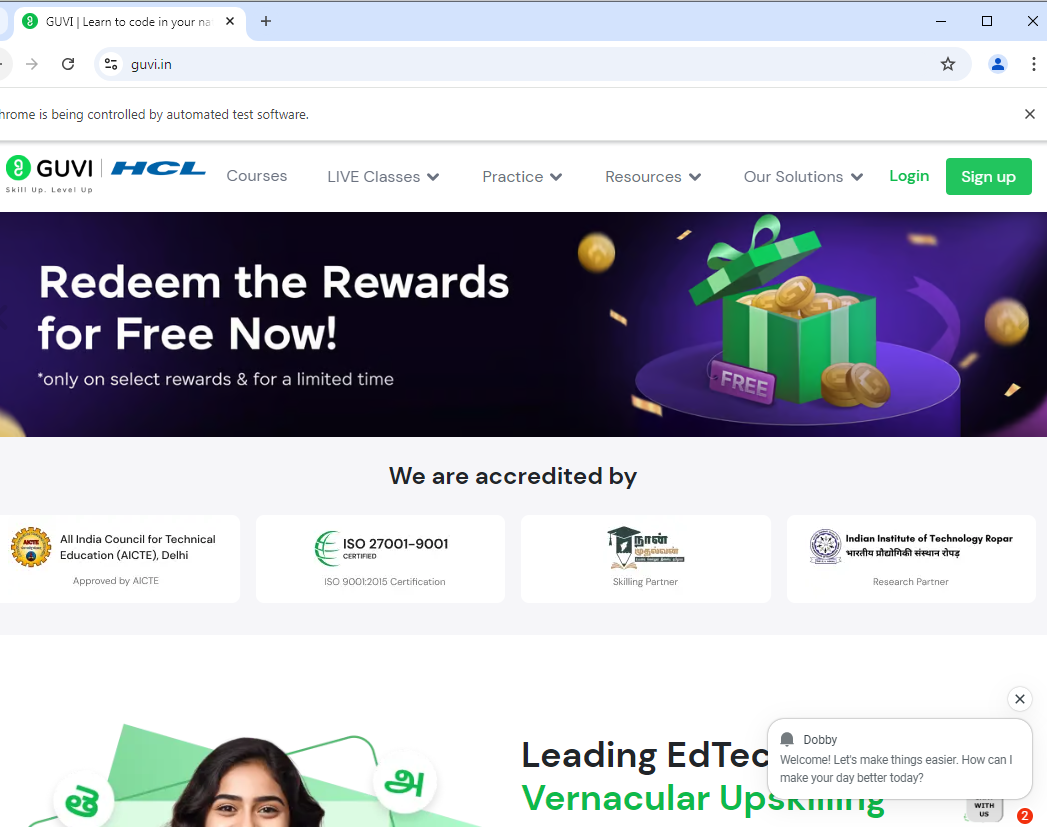 GUVI | Learn to code in your na
guvi.in
hrome is being controlled by automated test software.
GUVI
Skill Up. Level Up
HCL
Courses
LIVE Classes
Practice
Resources
Our Solutions
Login
Sign up
Redeem the Rewards
for Free Now!
*only on select rewards & for a limited time
FREE
We are accredited by
AICTE
All India Council for Technical
Education (AICTE), Delhi
Approved by AICTE
ISO 27001-9001
CERTIFIED
ISO 9001:2015 Certification
நான்
முதல்வன்
Skilling Partner
Indian Institute of Technology Ropar
भारतीय प्रौद्योगिकी संस्थान रोपड़
Research Partner
Leading EdTec
Vernacular Upskilling
తె
அ
Dobby
Welcome! Let's make things easier. How can I
make your day better today?
WITH
US
2